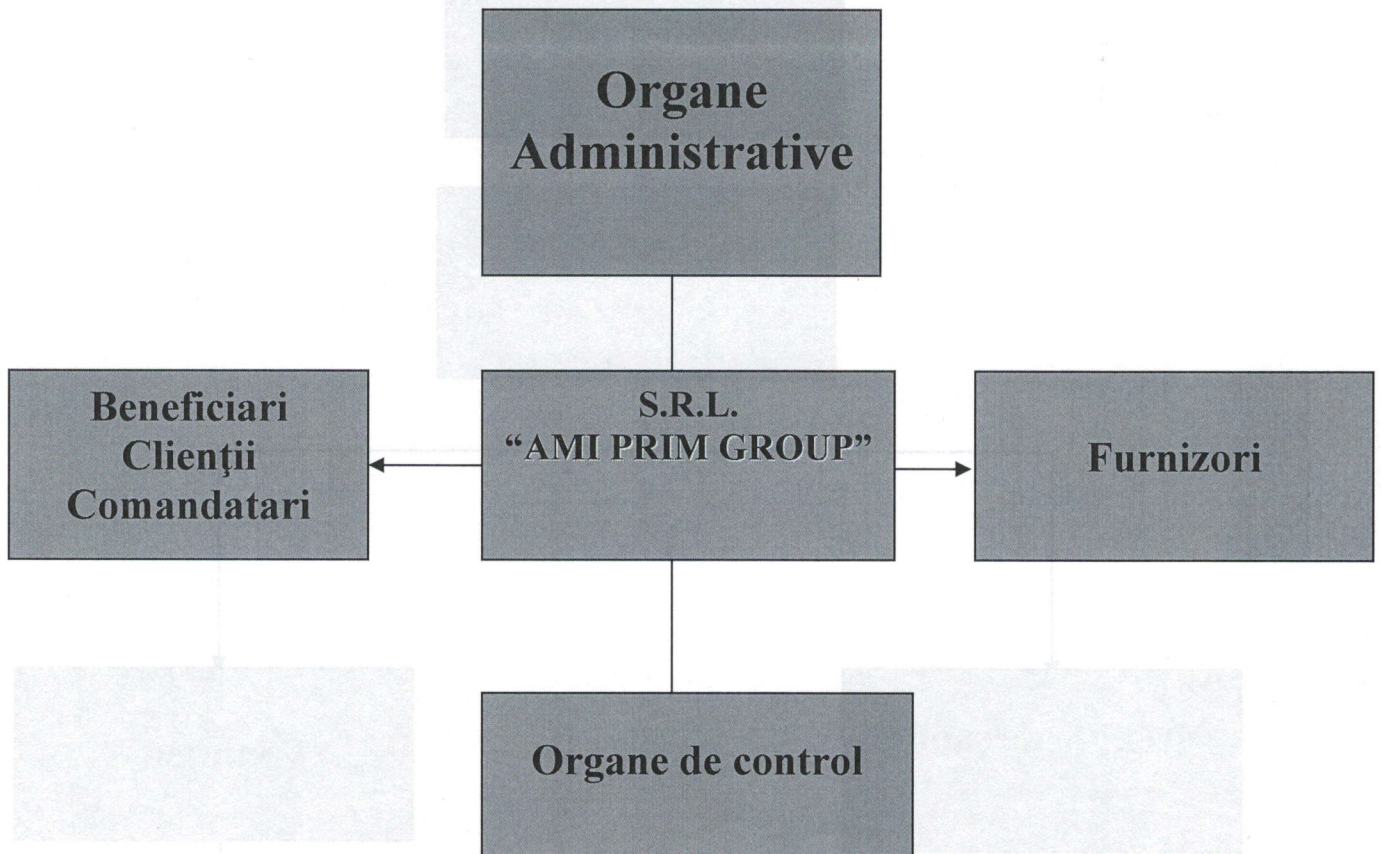 Organe
Administrative
Beneficiari
Clienţii
Comandatari
S.R.L.
“AMI PRIM GROUP”
Furnizori
Organe de control